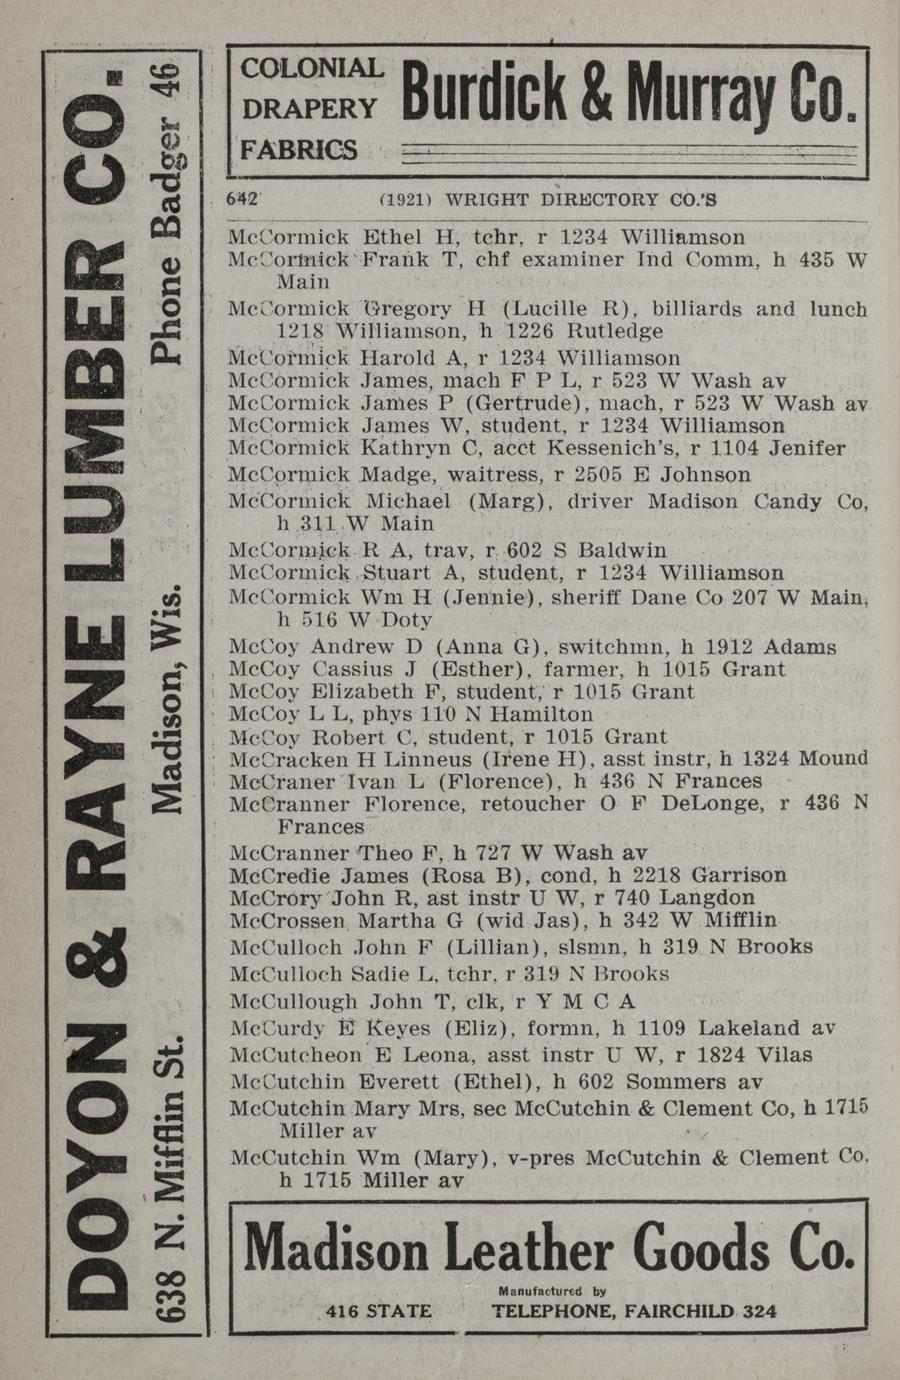 DOYON & RAYNE LUMBER CO.
638 N. Mifflin St. Madison, Wis. Phone Badger 46
COLONIAL
DRAPERY
FABRICS
Burdick & Murray Co.
642 (1921) WRIGHT DIRECTORY CO.'S
McCormick Ethel H, tchr, r 1234 Williamson
McCormick Frank T, chf examiner Ind Comm, h 435 W
Main
McCormick Gregory H (Lucille R), billiards and lunch
1218 Williamson, h 1226 Rutledge
McCormick Harold A, r 1234 Williamson
McCormick James, mach F P L, r 523 W Wash av
McCormick James P (Gertrude), mach, r 523 W Wash av
McCormick James W, student, r 1234 Williamson
McCormick Kathryn C, acct Kessenich's, r 1104 Jenifer
McCormick Madge, waitress, r 2505 E Johnson
McCormick Michael (Marg), driver Madison Candy Co,
h 311 W Main
McCormick R A, trav, r 602 S Baldwin
McCormick Stuart A, student, r 1234 Williamson
McCormick Wm H (Jennie), sheriff Dane Co 207 W Main,
h 516 W Doty
McCoy Andrew D (Anna G), switchmn, h 1912 Adams
McCoy Cassius J (Esther), farmer, h 1015 Grant
McCoy Elizabeth F, student, r 1015 Grant
McCoy L L, phys 110 N Hamilton
McCoy Robert C, student, r 1015 Grant
McCracken H Linneus (Irene H), asst instr, h 1324 Mound
McCraner Ivan L (Florence), h 436 N Frances
McCranner Florence, retoucher O F DeLonge, r 436 N
Frances
McCranner Theo F, h 727 W Wash av
McCredie James (Rosa B), cond, h 2218 Garrison
McCrory John R, ast instr U W, r 740 Langdon
McCrossen Martha G (wid Jas), h 342 W Mifflin
McCulloch John F (Lillian), slsmn, h 319 N Brooks
McCulloch Sadie L, tchr, r 319 N Brooks
McCullough John T, clk, r Y M C A
McCurdy E Keyes (Eliz), formn, h 1109 Lakeland av
McCutcheon E Leona, asst instr U W, r 1824 Vilas
McCutchin Everett (Ethel), h 602 Sommers av
McCutchin Mary Mrs, sec McCutchin & Clement Co, h 1715
Miller av
McCutchin Wm (Mary), v-pres McCutchin & Clement Co,
h 1715 Miller av
Madison Leather Goods Co.
Manufactured by
416 STATE TELEPHONE, FAIRCHILD 324